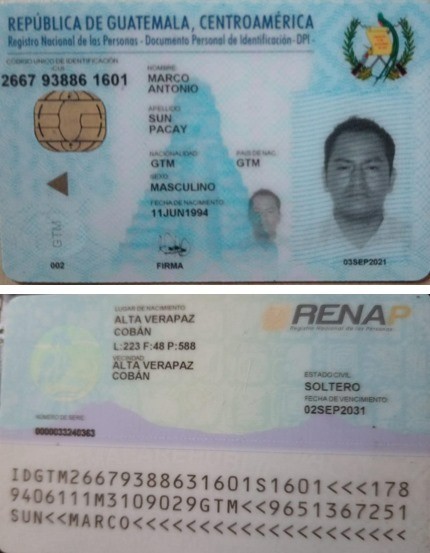 REPÚBLICA DE GUATEMALA, CENTROAMÉRICA
Registro Nacional de las Personas - Documento Personal de Identificación - DPI -
CÓDIGO ÚNICO DE IDENTIFICACIÓN
-CUI-
2667 93886 1601
NOMBRE
MARCO
ANTONIO
APELLIDO
SUN
PACAY
NACIONALIDAD
GTM
PAÍS DE NAC.
GTM
SEXO
MASCULINO
FECHA DE NACIMIENTO
11JUN1994
GTM
002
FIRMA
03SEP2021
LUGAR DE NACIMIENTO
ALTA VERAPAZ
COBÁN
L:223 F:48 P:588
VECINDAD
ALTA VERAPAZ
COBÁN
RENAP
Registro Nacional de las Personas
ESTADO CIVIL
SOLTERO
FECHA DE VENCIMIENTO
02SEP2031
NÚMERO DE SERIE
0000033240363
IDGTM26679388631601S1601<<<178
9406111M3109029GTM<<9651367251
SUN<<MARCO<<<<<<<<<<<<<<<<<<<<